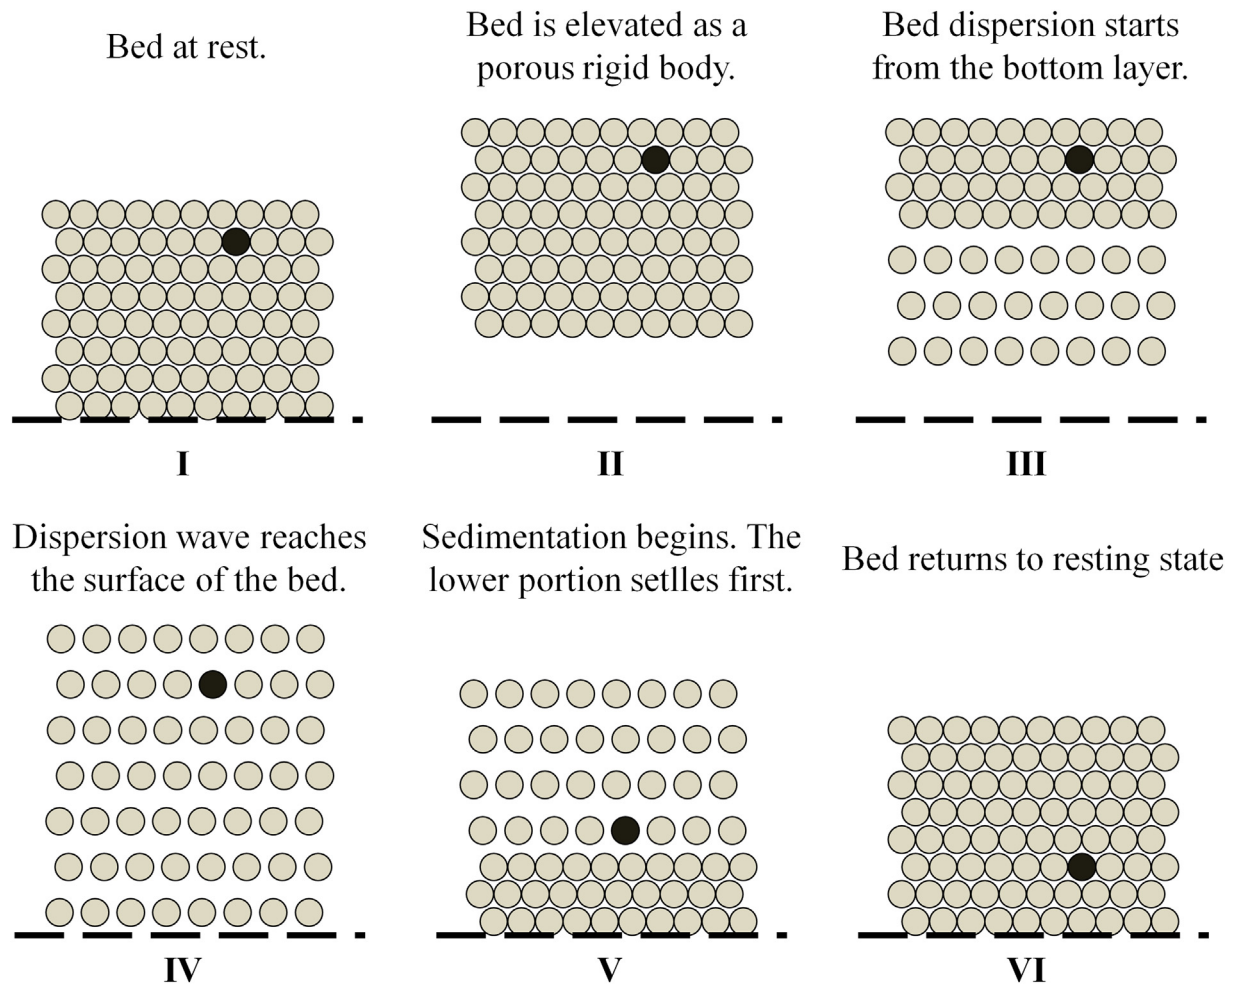 Bed at rest.
Bed is elevated as a
porous rigid body.
Bed dispersion starts
from the bottom layer.
I
II
III
Dispersion wave reaches
the surface of the bed.
Sedimentation begins. The
lower portion setlles first.
Bed returns to resting state
IV
V
VI